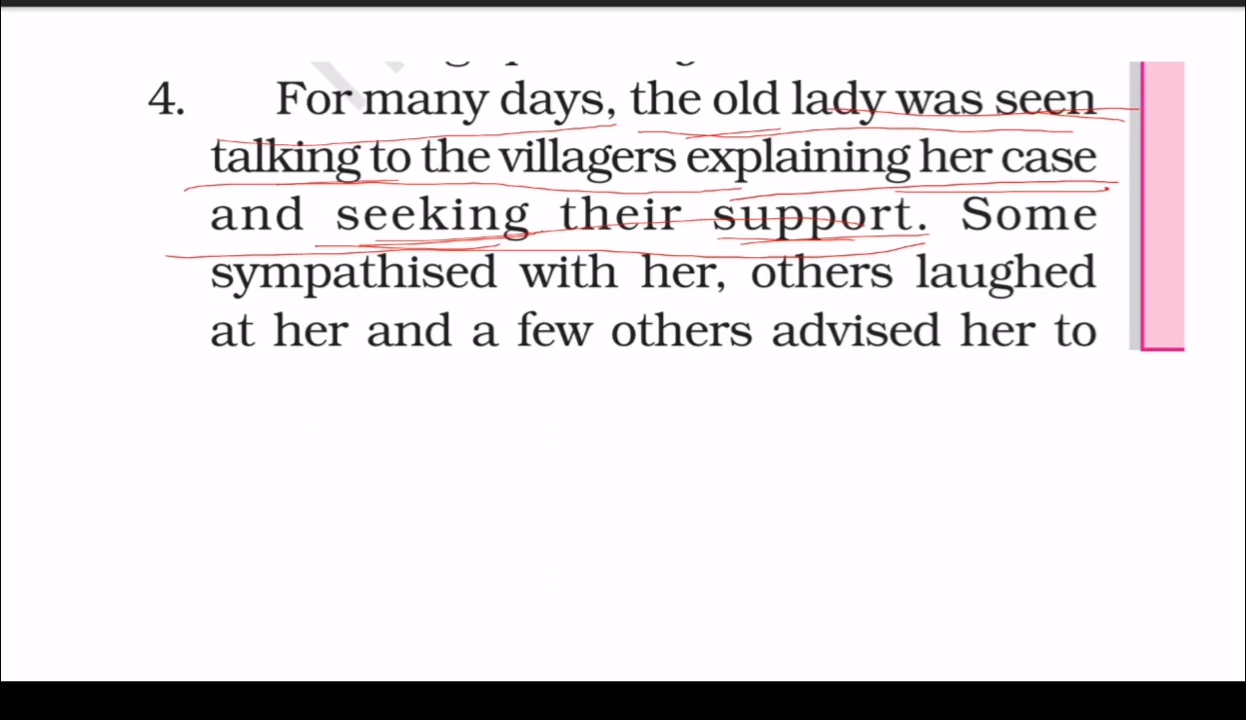 4. For many days, the old lady was seen
talking to the villagers explaining her case
and seeking their support. Some
sympathised with her, others laughed
at her and a few others advised her to